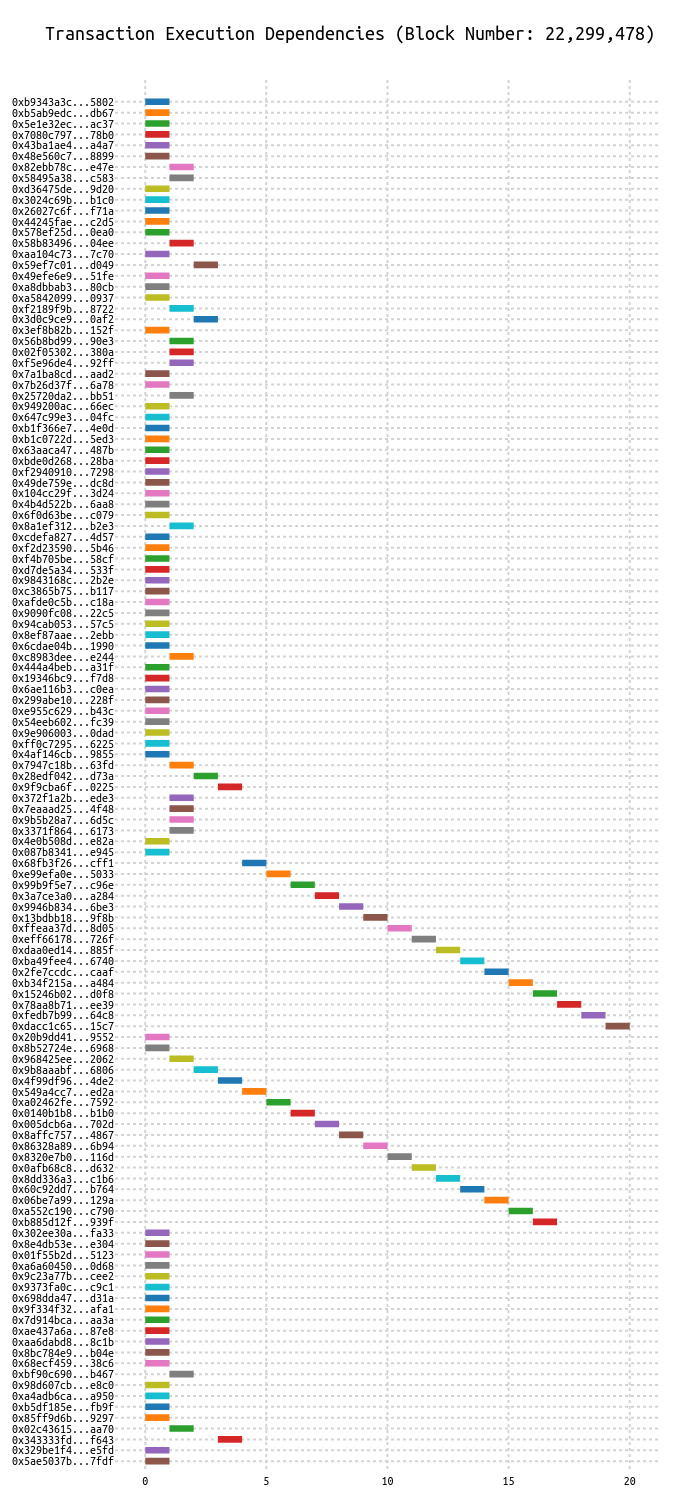 Transaction Execution Dependencies (Block Number: 22,299,478)
0xb9343a3c...5802
0xb5ab9edc...db67
0x5e1e32ec...ac37
0x7080c797...78b0
0x43ba1ae4...a4a7
0x48e560c7...8899
0x82ebb78c...e47e
0x58495a38...c583
0xd36475de...9d20
0x3024c69b...b1c0
0x26027c6f...f71a
0x44245fae...c2d5
0x578ef25d...0ea0
0x58b83496...04ee
0xaa104c73...7c70
0x59ef7c01...d049
0x49efe6e9...51fe
0xa8dbbab3...80cb
0xa5842099...0937
0xf2189f9b...8722
0x3d0c9ce9...0af2
0x3ef8b82b...152f
0x56b8bd99...90e3
0x02f05302...380a
0xf5e96de4...92ff
0x7a1ba8cd...aad2
0x7b26d37f...6a78
0x25720da2...bb51
0x949200ac...66ec
0x647c99e3...04fc
0xb1f366e7...4e0d
0xb1c0722d...5ed3
0x63aaca47...487b
0xbde0d268...28ba
0xf2940910...7298
0x49de759e...dc8d
0x104cc29f...3d24
0x4b4d522b...6aa8
0x6f0d63be...c079
0x8a1ef312...b2e3
0xcdefa827...4d57
0xf2d23590...5b46
0xf4b705be...58cf
0xd7de5a34...533f
0x9843168c...2b2e
0xc3865b75...b117
0xafde0c5b...c18a
0x9090fc08...22c5
0x94cab053...57c5
0x8ef87aae...2ebb
0x6cdae04b...1990
0xc8983dee...e244
0x444a4beb...a31f
0x19346bc9...f7d8
0x6ae116b3...c0ea
0x299abe10...228f
0xe955c629...b43c
0x54eeb602...fc39
0x9e906003...0dad
0xff0c7295...6225
0x4af146cb...9855
0x7947c18b...63fd
0x28edf042...d73a
0x9f9cba6f...0225
0x372f1a2b...ede3
0x7eaaad25...4f48
0x9b5b28a7...6d5c
0x3371f864...6173
0x4e0b508d...e82a
0x087b8341...e945
0x68fb3f26...cff1
0xe99efa0e...5033
0x99b9f5e7...c96e
0x3a7ce3a0...a284
0x9946b834...6be3
0x13bdbb18...9f8b
0xffeaa37d...8d05
0xeff66178...726f
0xdaa0ed14...885f
0xba49fee4...6740
0x2fe7ccdc...caaf
0xb34f215a...a484
0x15246b02...d0f8
0x78aa8b71...ee39
0xfedb7b99...64c8
0xdacc1c65...15c7
0x20b9dd41...9552
0x8b52724e...6968
0x968425ee...2062
0x9b8aaabf...6806
0x4f99df96...4de2
0x549a4cc7...ed2a
0xa02462fe...7592
0x0140b1b8...b1b0
0x005dcb6a...702d
0x8affc757...4867
0x86328a89...6b94
0x8320e7b0...116d
0x0afb68c8...d632
0x8dd336a3...c1b6
0x60c92dd7...b764
0x06be7a99...129a
0xa552c190...c790
0xb885d12f...939f
0x302ee30a...fa33
0x8e4db53e...e304
0x01f55b2d...5123
0xa6a60450...0d68
0x9c23a77b...cee2
0x9373fa0c...c9c1
0x698dda47...d31a
0x9f334f32...afa1
0x7d914bca...aa3a
0xae437a6a...87e8
0xaa6dabd8...8c1b
0x8bc784e9...b04e
0x68ecf459...38c6
0xbf90c690...b467
0x98d607cb...e8c0
0xa4adb6ca...a950
0xb5df185e...fb9f
0x85ff9d6b...9297
0x02c43615...aa70
0x343333fd...f643
0x329be1f4...e5fd
0x5ae5037b...7fdf
0 5 10 15 20